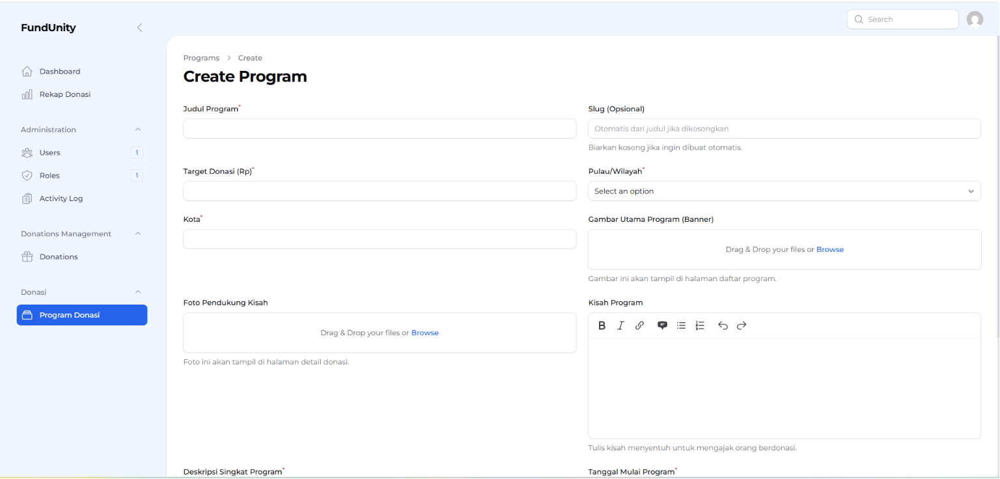 FundUnity
Search
Dashboard
Rekap Donasi
Administration
Users 1
Roles 1
Activity Log
Donations Management
Donations
Donasi
Program Donasi
Programs > Create
Create Program
Judul Program*
Slug (Opsional)
Otomatis dari judul jika dikosongkan
Biarkan kosong jika ingin dibuat otomatis.
Target Donasi (Rp)*
Pulau/Wilayah*
Select an option
Kota*
Gambar Utama Program (Banner)
Drag & Drop your files or Browse
Gambar ini akan tampil di halaman daftar program.
Foto Pendukung Kisah
Drag & Drop your files or Browse
Foto ini akan tampil di halaman detail donasi.
Kisah Program
B I
Tulis kisah menyentuh untuk mengajak orang berdonasi.
Deskripsi Singkat Program*
Tanggal Mulai Program*